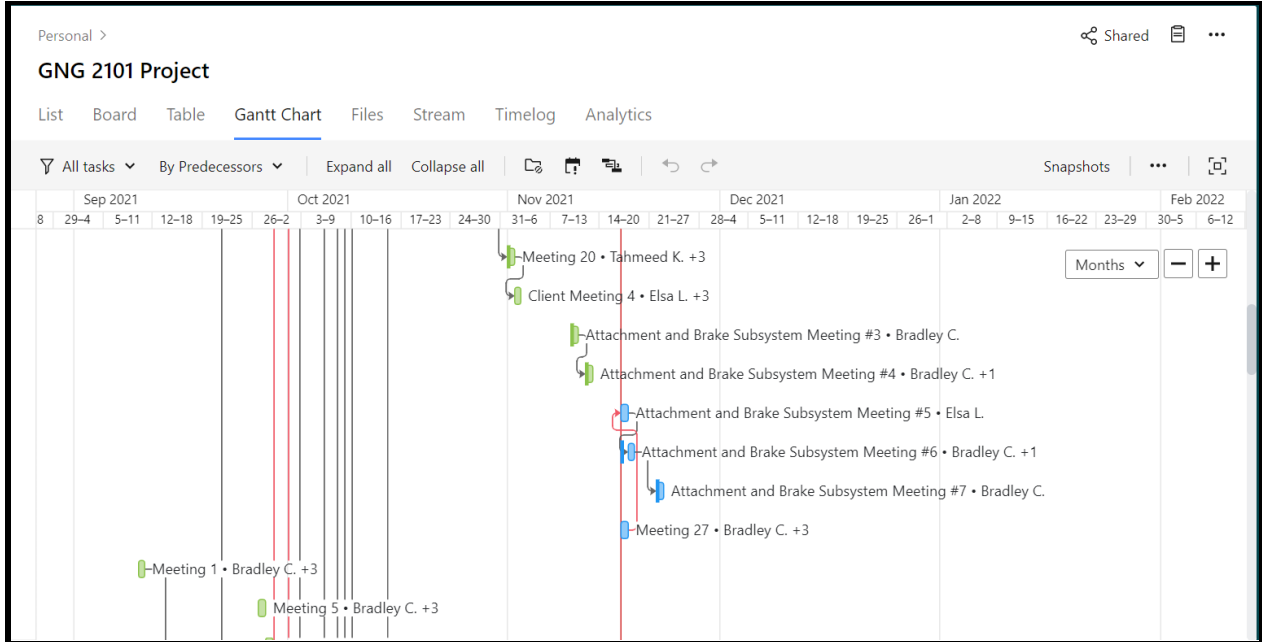 Personal >
Shared
GNG 2101 Project
List Board Table Gantt Chart Files Stream Timelog Analytics
All tasks By Predecessors Expand all Collapse all Snapshots
Sep 2021 Oct 2021 Nov 2021 Dec 2021 Jan 2022 Feb 2022
8 29–4 5–11 12–18 19–25 26–2 3–9 10–16 17–23 24–30 31–6 7–13 14–20 21–27 28–4 5–11 12–18 19–25 26–1 2–8 9–15 16–22 23–29 30–5 6–12
Meeting 20 • Tahmeed K. +3
Months
Client Meeting 4 • Elsa L. +3
Attachment and Brake Subsystem Meeting #3 • Bradley C.
Attachment and Brake Subsystem Meeting #4 • Bradley C. +1
Attachment and Brake Subsystem Meeting #5 • Elsa L.
Attachment and Brake Subsystem Meeting #6 • Bradley C. +1
Attachment and Brake Subsystem Meeting #7 • Bradley C.
Meeting 27 • Bradley C. +3
Meeting 1 • Bradley C. +3
Meeting 5 • Bradley C. +3